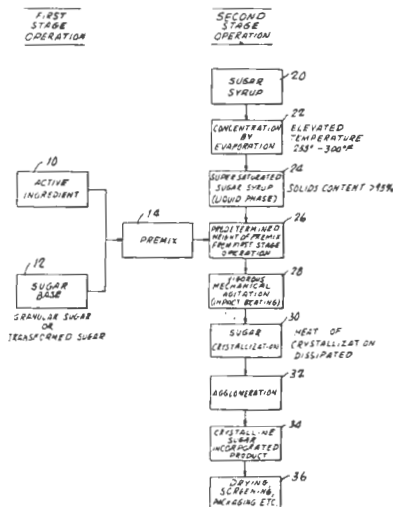 FIRST
STAGE
OPERATION
SECOND
STAGE
OPERATION
20
SUGAR
SYRUP
22
CONCENTRATION
BY
EVAPORATION
ELEVATED
TEMPERATURE
255°-300°F
10
ACTIVE
INGREDIENT
24
SUPERSATURATED
SUGAR SYRUP
(LIQUID PHASE)
SOLIDS CONTENT >95%
14
PREMIX
26
PREDETERMINED
WEIGHT OF PREMIX
FROM FIRST STAGE
OPERATION
12
SUGAR
BASE
GRANULAR SUGAR
OR
TRANSFORMED SUGAR
28
VIGOROUS
MECHANICAL
AGITATION
(IMPACT BEATING)
30
SUGAR
CRYSTALLIZATION
HEAT OF
CRYSTALLIZATION
DISSIPATED
32
AGGLOMERATION
34
CRYSTALLINE
SUGAR
INCORPORATED
PRODUCT
36
DRYING,
SCREENING,
PACKAGING ETC.